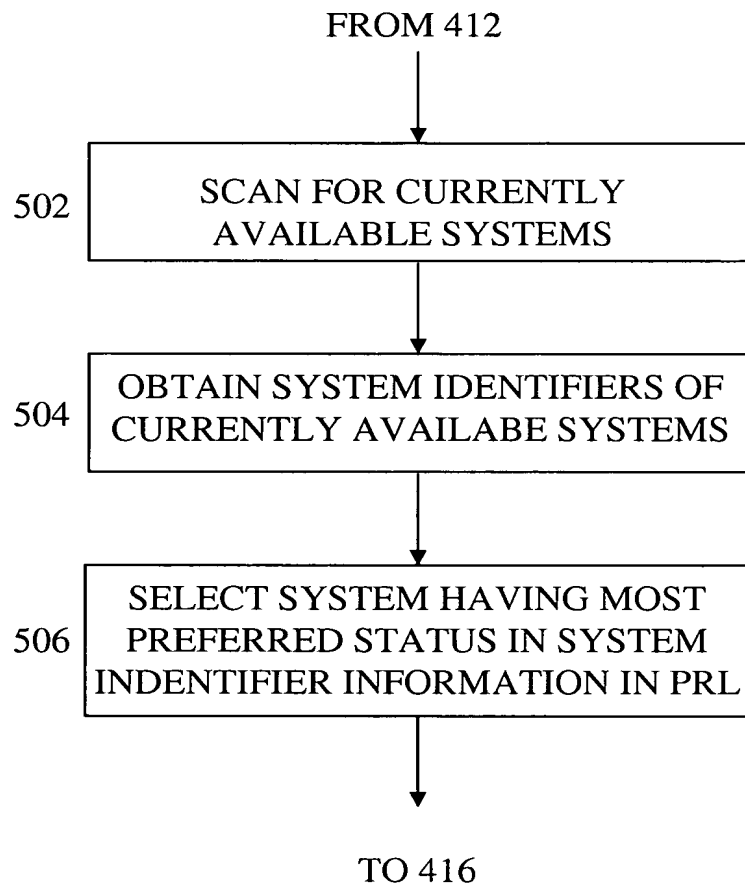 FROM 412
502
SCAN FOR CURRENTLY
AVAILABLE SYSTEMS
504
OBTAIN SYSTEM IDENTIFIERS OF
CURRENTLY AVAILABE SYSTEMS
506
SELECT SYSTEM HAVING MOST
PREFERRED STATUS IN SYSTEM
INDENTIFIER INFORMATION IN PRL
TO 416